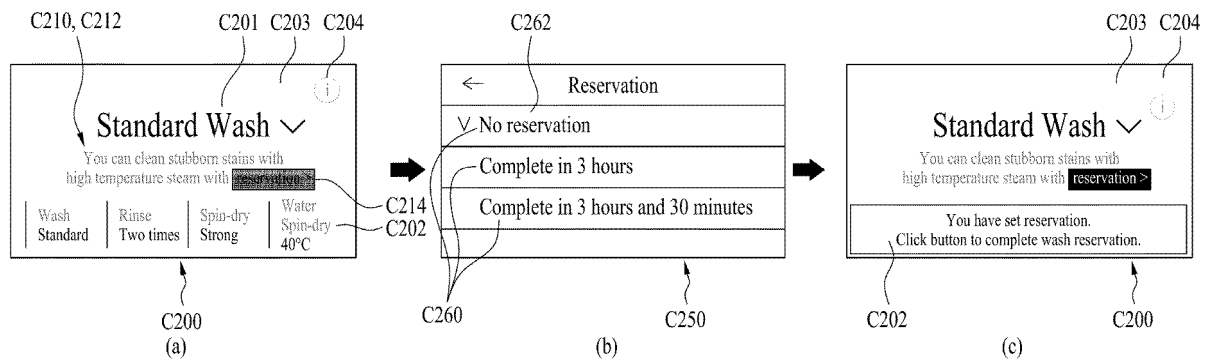 C210, C212
C201
C203
C204
C262
C203
C204
i
Standard Wash
You can clean stubborn stains with
high temperature steam with reservation >
Wash
Standard
Rinse
Two times
Spin-dry
Strong
Water
Spin-dry
40°C
C214
C202
C200
(a)
← Reservation
V No reservation
Complete in 3 hours
Complete in 3 hours and 30 minutes
C260
C250
(b)
i
Standard Wash
You can clean stubborn stains with
high temperature steam with reservation >
You have set reservation.
Click button to complete wash reservation.
C202
C200
(c)